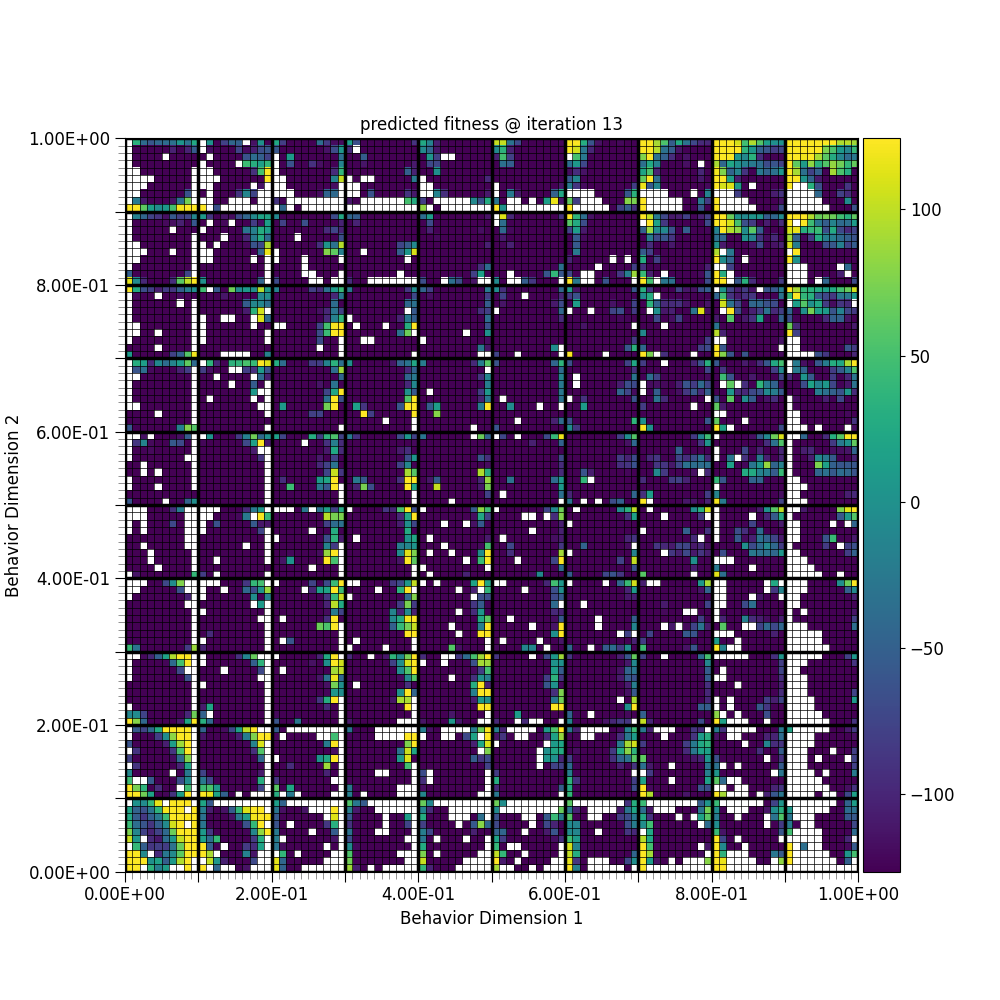 predicted fitness @ iteration 13
1.00E+00
8.00E-01
6.00E-01
4.00E-01
2.00E-01
0.00E+00
Behavior Dimension 2
0.00E+00 2.00E-01 4.00E-01 6.00E-01 8.00E-01 1.00E+00
Behavior Dimension 1
100
50
0
−50
−100